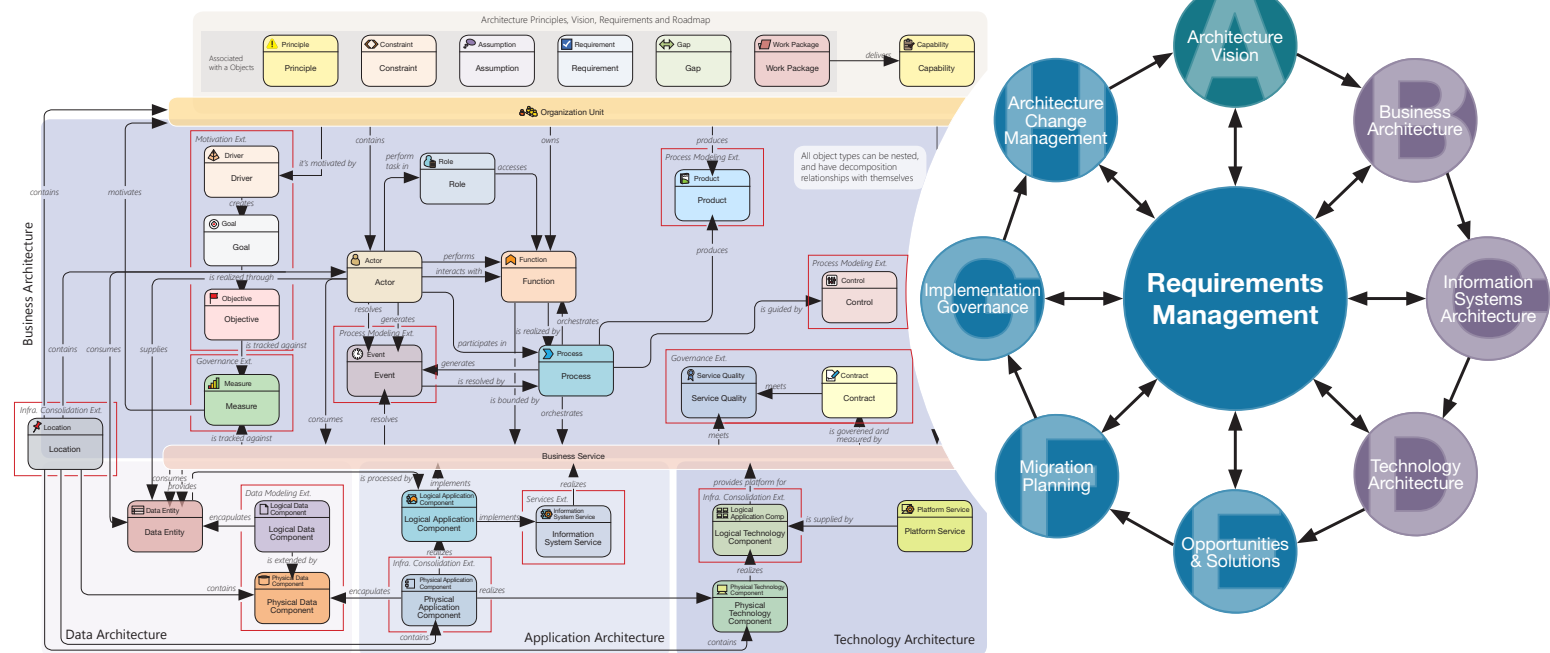 Architecture Principles, Vision, Requirements and Roadmap
Associated
with a Objects
Principle
Principle
Constraint
Constraint
Assumption
Assumption
Requirement
Requirement
Gap
Gap
Work Package
Work Package
delivers
Capability
Capability
Organization Unit
Business Architecture
contains
motivates
Motivation Ext.
Driver
Driver
it's motivated by
creates
Goal
Goal
is realized through
Objective
Objective
is tracked against
Governance Ext.
Measure
Measure
is tracked against
contains
consumes
supplies
Infra. Consolidation Ext.
Location
Location
contains
perform
task in
Role
Role
accesses
owns
Actor
Actor
performs
interacts with
Function
Function
resolves
generates
Process Modeling Ext.
Event
Event
participates in
generates
is resolved by
is realized by
orchestrates
Process
Process
is bounded by
orchestrates
consumes
resolves
produces
Process Modeling Ext.
Product
Product
produces
All object types can be nested,
and have decomposition
relationships with themselves
Process Modeling Ext.
Control
Control
is guided by
Governance Ext.
Service Quality
Service Quality
meets
Contract
Contract
meets
is goverened and
measured by
Business Service
consumes
provides
Data Entity
Data Entity
encapsulates
Data Modeling Ext.
Logical Data
Component
Logical Data
Component
is extended by
Physical Data
Component
Physical Data
Component
contains
Data Architecture
is processed by
implements
Logical Application
Component
Logical Application
Component
implements
realizes
Services Ext.
Information
System Service
Information
System Service
realizes
Infra. Consolidation Ext.
Physical Application
Component
Physical
Application
Component
encapsulates
realizes
contains
Application Architecture
provides platform for
Infra. Consolidation Ext.
Logical
Application Comp.
Logical Technology
Component
is supplied by
Platform Service
Platform Service
realizes
Physical Technology
Component
Physical
Technology
Component
contains
Technology Architecture
A
Architecture
Vision
B
Business
Architecture
C
Information
Systems
Architecture
D
Technology
Architecture
E
Opportunities
& Solutions
F
Migration
Planning
G
Implementation
Governance
H
Architecture
Change
Management
Requirements
Management